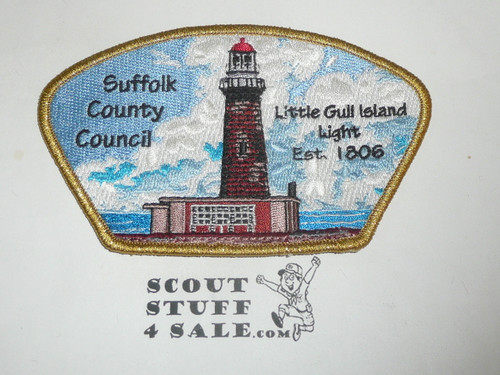 Suffolk
County
Council
Little Gull Island
Light
Est. 1806
SCOUT
STUFF
4 SALE.com